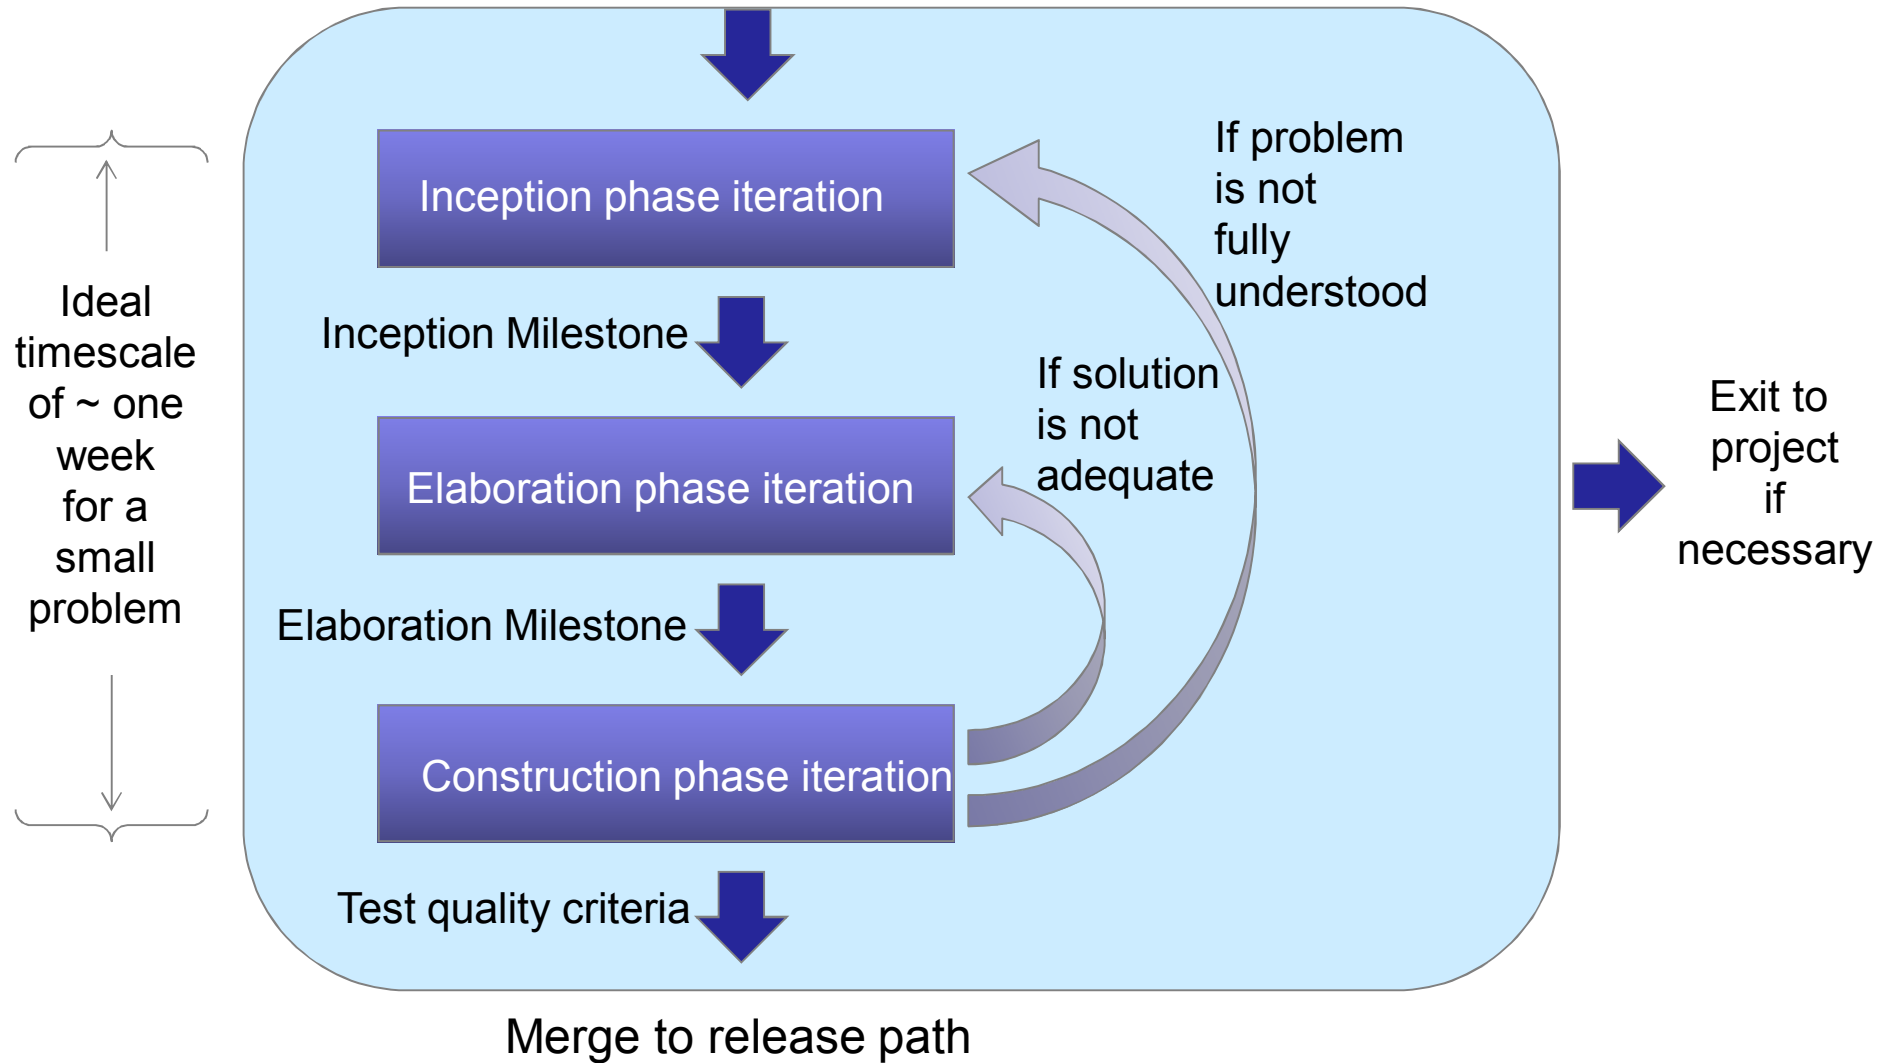 Ideal
timescale
of ~ one
week
for a
small
problem
Inception phase iteration
Inception Milestone
Elaboration phase iteration
Elaboration Milestone
Construction phase iteration
Test quality criteria
If problem
is not
fully
understood
If solution
is not
adequate
Exit to
project
if
necessary
Merge to release path